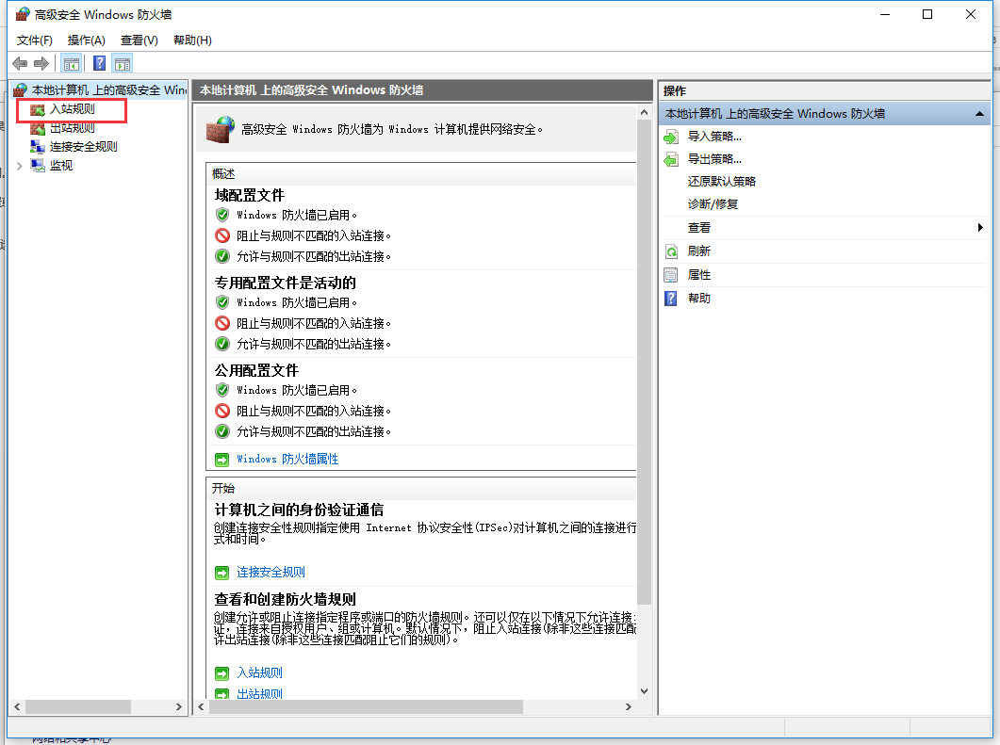 高级安全 Windows 防火墙
文件(F) 操作(A) 查看(V) 帮助(H)
本地计算机 上的高级安全 Win
入站规则
出站规则
连接安全规则
监视
本地计算机 上的高级安全 Windows 防火墙
高级安全 Windows 防火墙为 Windows 计算机提供网络安全。
概述
域配置文件
Windows 防火墙已启用。
阻止与规则不匹配的入站连接。
允许与规则不匹配的出站连接。
专用配置文件是活动的
Windows 防火墙已启用。
阻止与规则不匹配的入站连接。
允许与规则不匹配的出站连接。
公用配置文件
Windows 防火墙已启用。
阻止与规则不匹配的入站连接。
允许与规则不匹配的出站连接。
Windows 防火墙属性
开始
计算机之间的身份验证通信
创建连接安全性规则指定使用 Internet 协议安全性(IPSec)对计算机之间的连接进行
式和时间。
连接安全规则
查看和创建防火墙规则
创建允许或阻止连接指定程序或端口的防火墙规则。还可以仅在以下情况下允许连接:
证，连接来自授权用户、组或计算机。默认情况下，阻止入站连接(除非这些连接匹配
许出站连接(除非这些连接匹配阻止它们的规则)。
入站规则
出站规则
操作
本地计算机 上的高级安全 Windows 防火墙
导入策略...
导出策略...
还原默认策略
诊断/修复
查看
刷新
属性
帮助
网络和共享中心